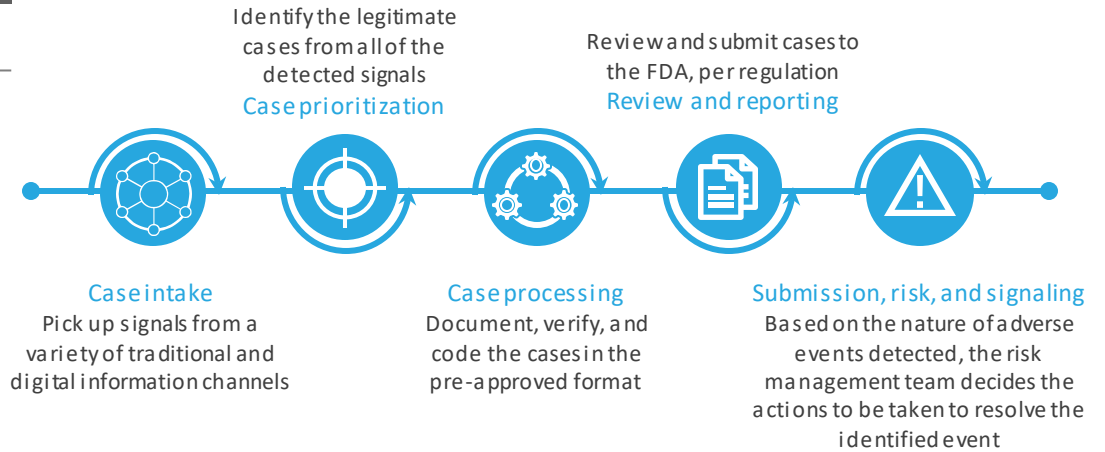 Identify the legitimate
cases from all of the
detected signals
Case prioritization
Review and submit cases to
the FDA, per regulation
Review and reporting
Case intake
Pick up signals from a
variety of traditional and
digital information channels
Case processing
Document, verify, and
code the cases in the
pre-approved format
Submission, risk, and signaling
Based on the nature of adverse
events detected, the risk
management team decides the
actions to be taken to resolve the
identified event